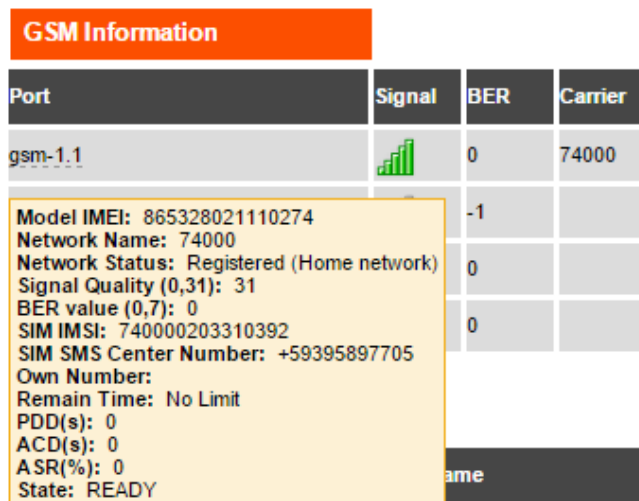 GSM Information
Port Signal BER Carrier
gsm-1.1 0 74000
-1
0
0
Model IMEI: 865328021110274
Network Name: 74000
Network Status: Registered (Home network)
Signal Quality (0,31): 31
BER value (0,7): 0
SIM IMSI: 740000203310392
SIM SMS Center Number: +59395897705
Own Number:
Remain Time: No Limit
PDD(s): 0
ACD(s): 0
ASR(%): 0
State: READY